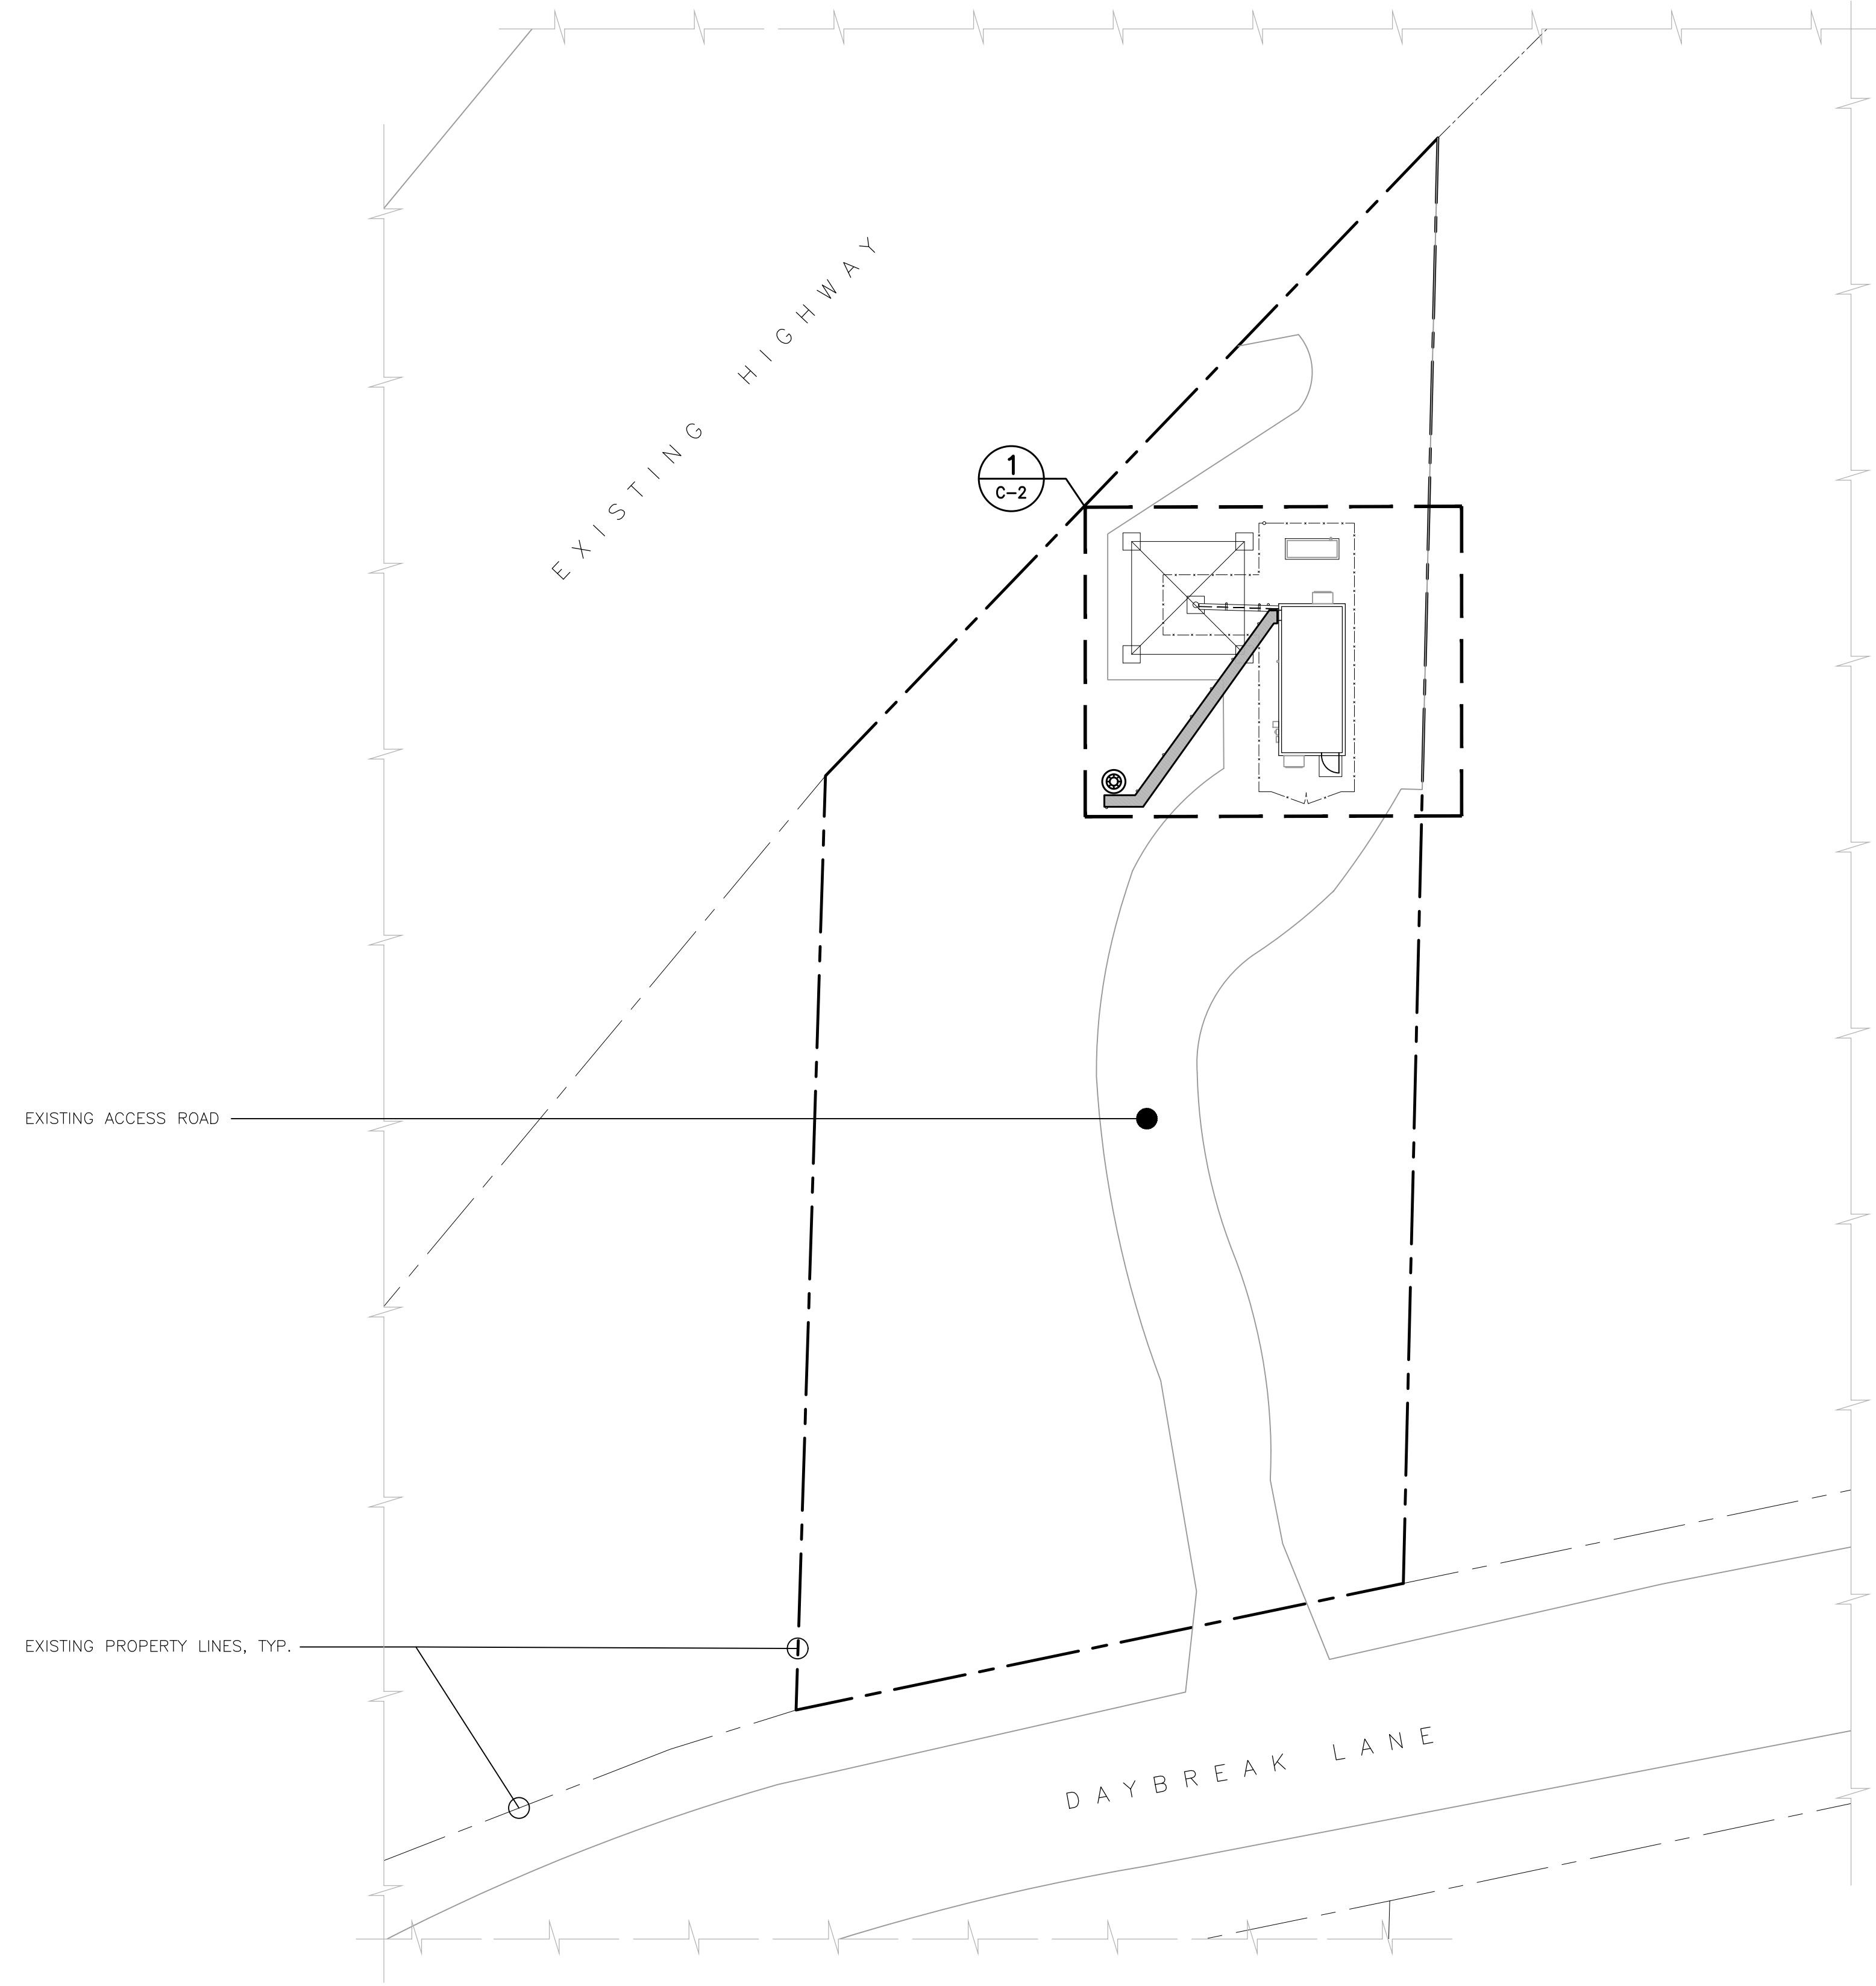 EXISTING HIGHWAY
1
C-2
EXISTING ACCESS ROAD
EXISTING PROPERTY LINES, TYP.
DAYBREAK LANE